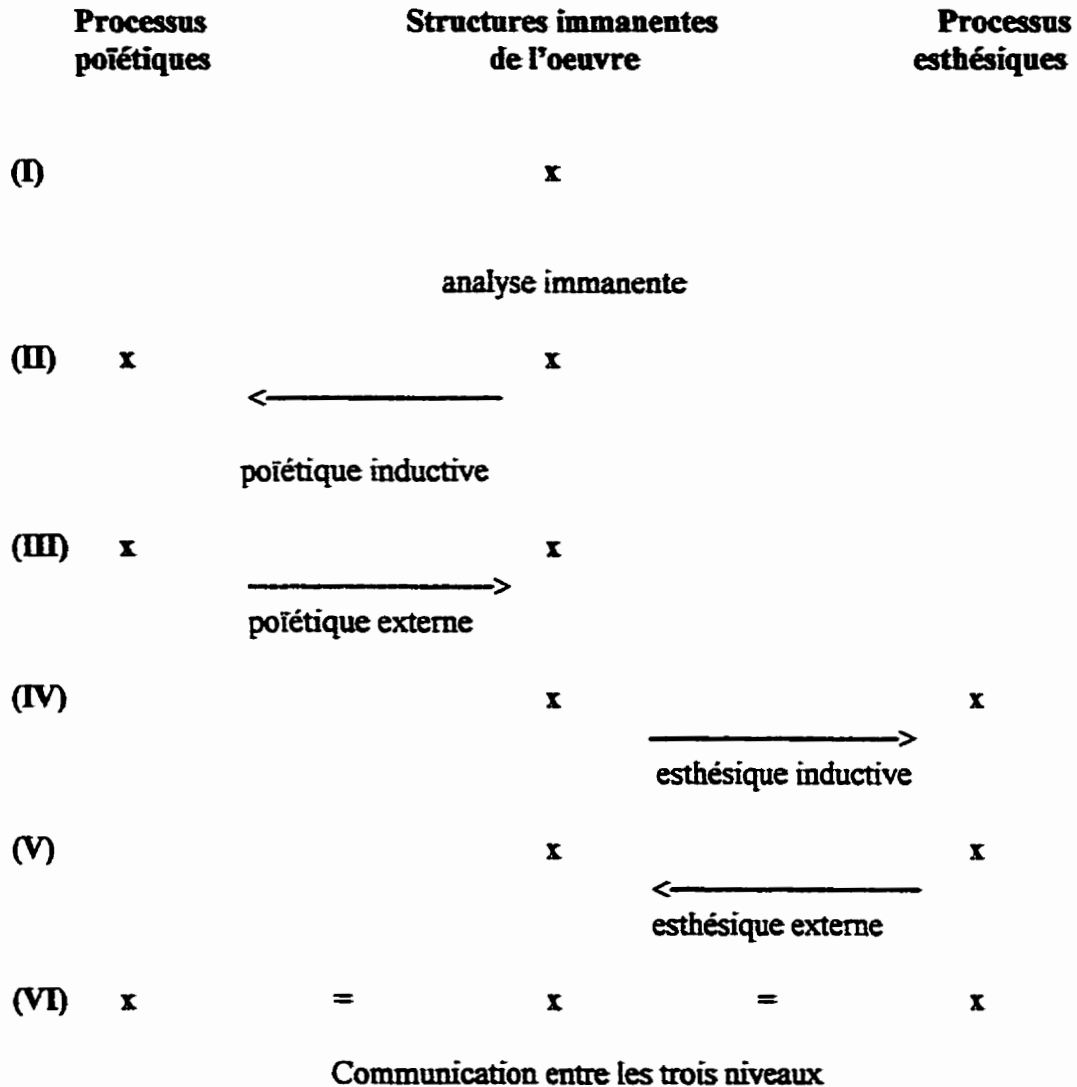 Processus Structures immanentes Processus
poïétiques de l'oeuvre esthésiques
(I) x
analyse immanente
(II) x x
<
poïétique inductive
(III) x x
>
poïétique externe
(IV) x x
>
esthésique inductive
(V) x x
<
esthésique externe
(VI) x = x = x
Communication entre les trois niveaux